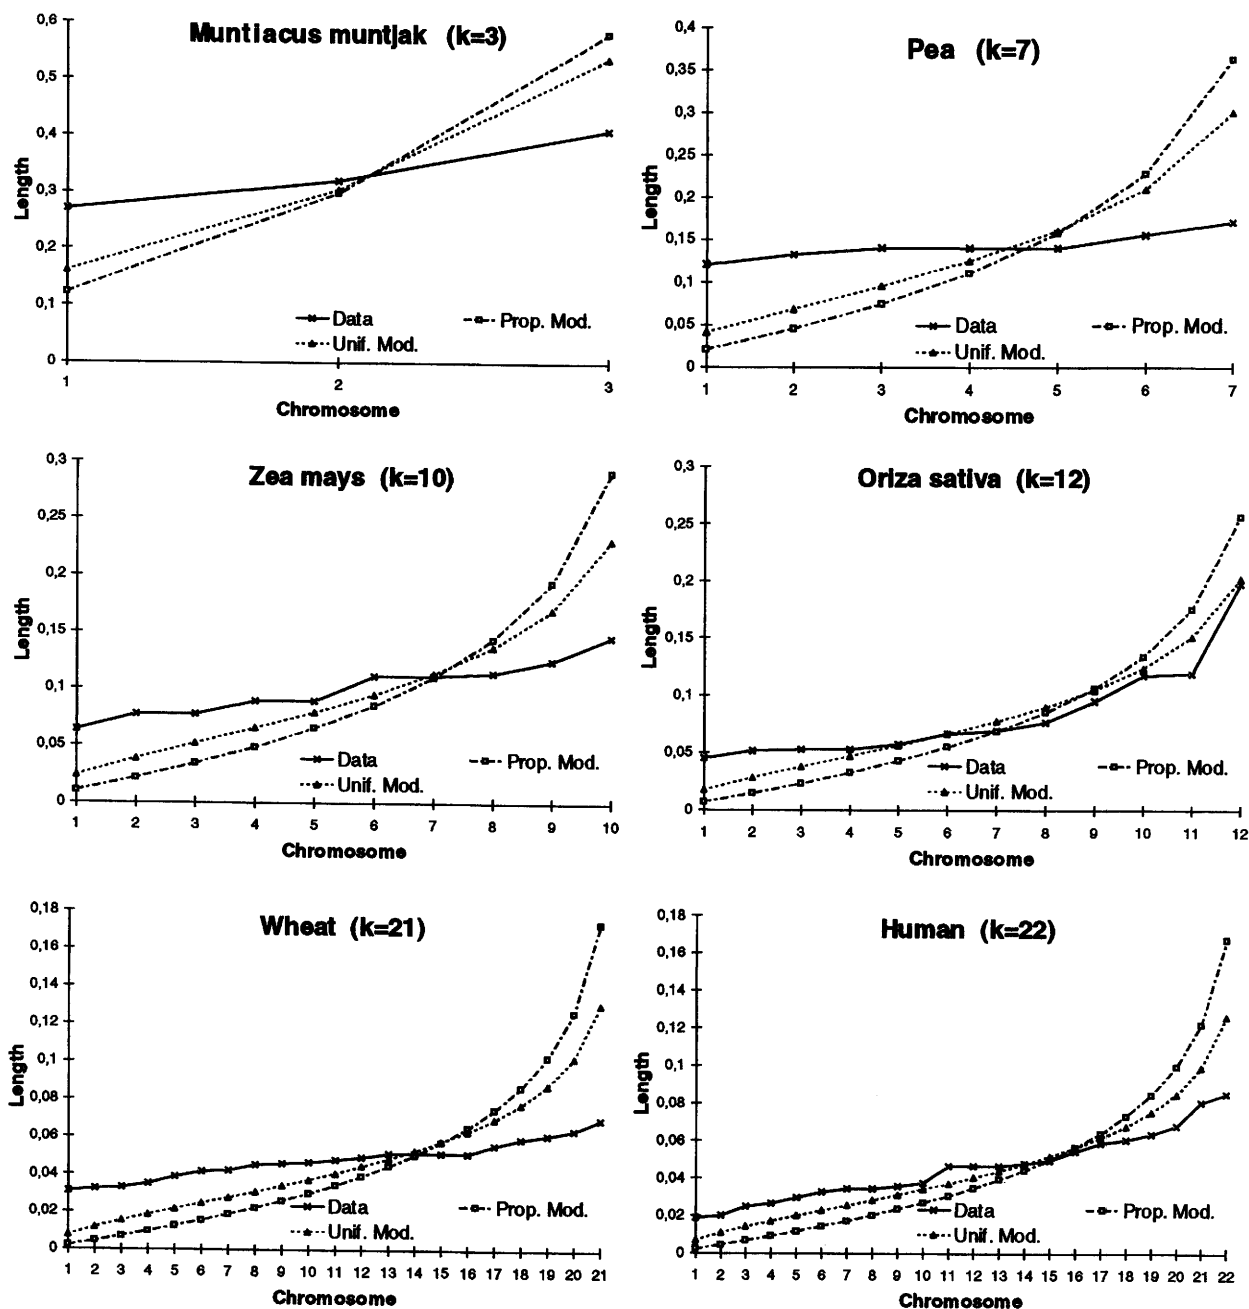 Muntiacus muntjak (k=3)
0,6
0,5
0,4
0,3
0,2
0,1
0
Length
Data
Prop. Mod.
Unif. Mod.
1 2 3
Chromosome
Pea (k=7)
0,4
0,35
0,3
0,25
0,2
0,15
0,1
0,05
0
Length
Data
Prop. Mod.
Unif. Mod.
1 2 3 4 5 6 7
Chromosome
Zea mays (k=10)
0,3
0,25
0,2
0,15
0,1
0,05
0
Length
Data
Prop. Mod.
Unif. Mod.
1 2 3 4 5 6 7 8 9 10
Chromosome
Oriza sativa (k=12)
0,3
0,25
0,2
0,15
0,1
0,05
0
Length
Data
Prop. Mod.
Unif. Mod.
1 2 3 4 5 6 7 8 9 10 11 12
Chromosome
Wheat (k=21)
0,18
0,16
0,14
0,12
0,1
0,08
0,06
0,04
0,02
0
Length
Data
Prop. Mod.
Unif. Mod.
1 2 3 4 5 6 7 8 9 10 11 12 13 14 15 16 17 18 19 20 21
Chromosome
Human (k=22)
0,18
0,16
0,14
0,12
0,1
0,08
0,06
0,04
0,02
0
Length
Data
Prop. Mod.
Unif. Mod.
1 2 3 4 5 6 7 8 9 10 11 12 13 14 15 16 17 18 19 20 21 22
Chromosome